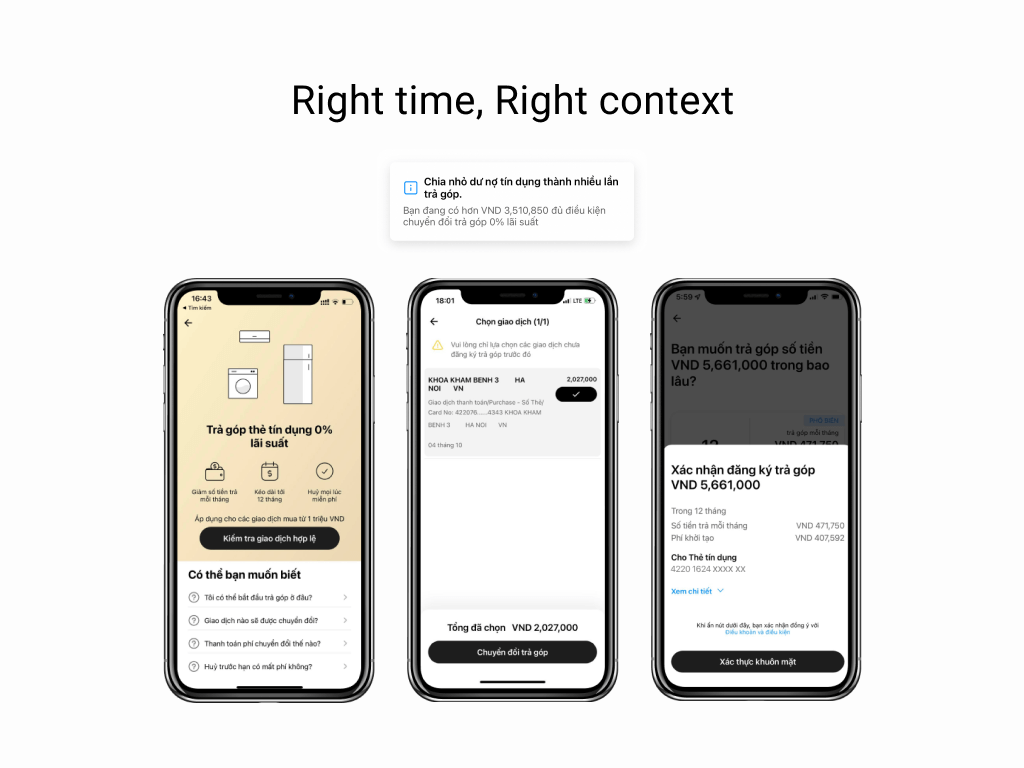 Right time, Right context
Chia nhỏ dư nợ tín dụng thành nhiều lần
trả góp.
Bạn đang có hơn VND 3,510,850 đủ điều kiện
chuyển đổi trả góp 0% lãi suất
16:43
Tìm kiếm
Trả góp thẻ tín dụng 0%
lãi suất
Giảm số tiền trả
mỗi tháng
Kéo dài tới
12 tháng
Huỷ mọi lúc
miễn phí
Áp dụng cho các giao dịch mua từ 1 triệu VND
Kiểm tra giao dịch hợp lệ
Có thể bạn muốn biết
Tôi có thể bắt đầu trả góp ở đâu?
Giao dịch nào sẽ được chuyển đổi?
Thanh toán phí chuyển đổi thế nào?
Huỷ trước hạn có mất phí không?
18:01
LTE
Chọn giao dịch (1/1)
Vui lòng chỉ lựa chọn các giao dịch chưa
đăng ký trả góp trước đó
KHOA KHAM BENH 3 HA
NOI VN
2,027,000
Giao dịch thanh toán/Purchase - Số Thẻ/
Card No: 422076......4343 KHOA KHAM
BENH 3 HA NOI VN
04 tháng 10
Tổng đã chọn VND 2,027,000
Chuyển đổi trả góp
5:59
Bạn muốn trả góp số tiền
VND 5,661,000 trong bao
lâu?
PHỔ BIẾN
trả góp mỗi tháng
12
VND 471,750
Xác nhận đăng ký trả góp
VND 5,661,000
Trong 12 tháng
Số tiền trả mỗi tháng VND 471,750
Phí khởi tạo VND 407,592
Cho Thẻ tín dụng
4220 1624 XXXX XX
Xem chi tiết
Khi ấn nút dưới đây, bạn xác nhận đồng ý với
Điều khoản và điều kiện
Xác thực khuôn mặt